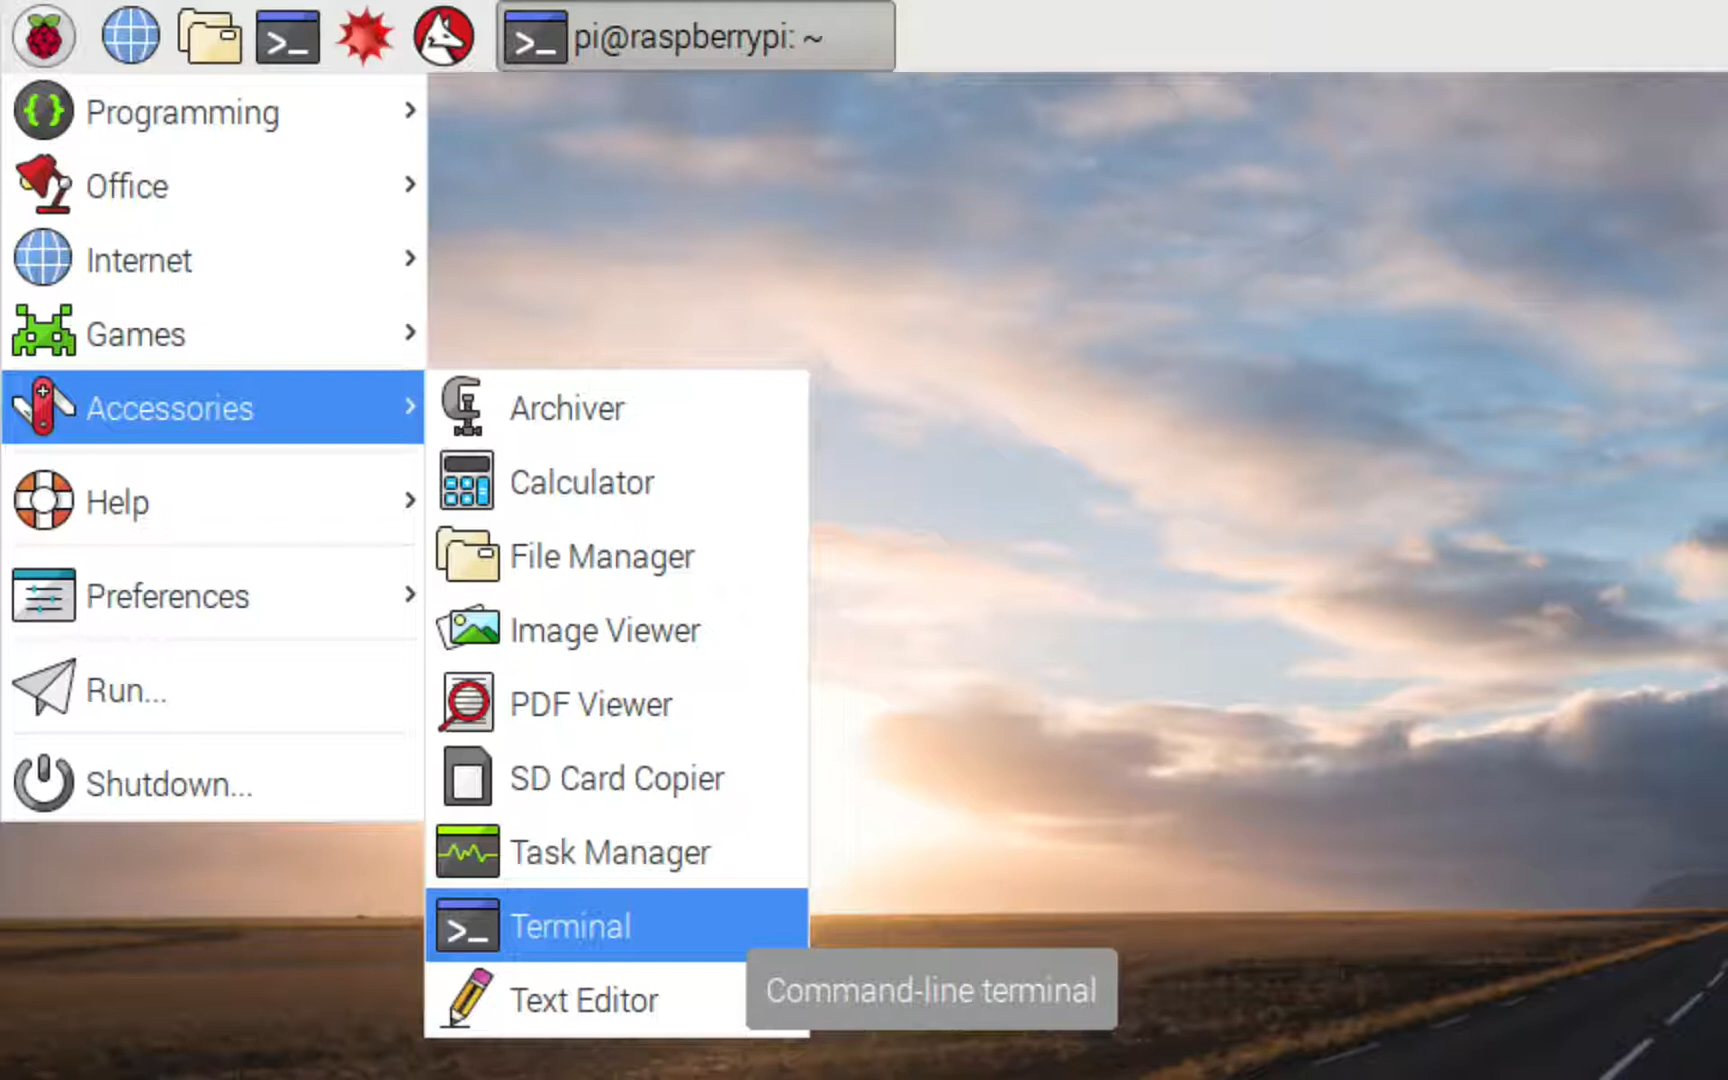 pi@raspberrypi: ~
Programming
Office
Internet
Games
Accessories
Help
Preferences
Run...
Shutdown...
Archiver
Calculator
File Manager
Image Viewer
PDF Viewer
SD Card Copier
Task Manager
Terminal
Text Editor
Command-line terminal